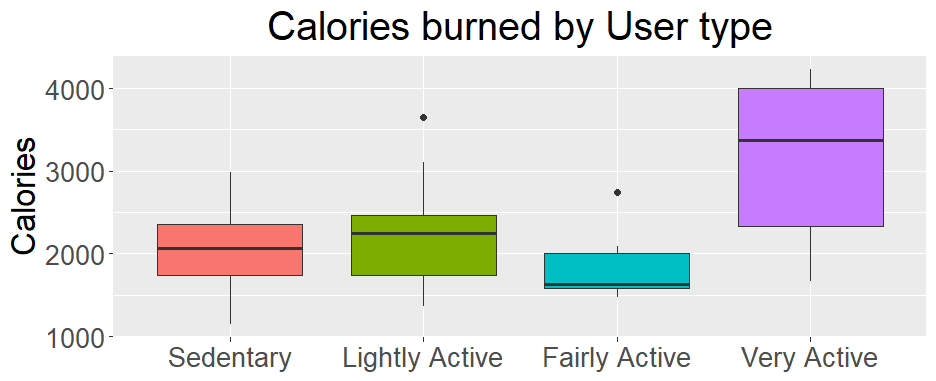 Calories burned by User type
Calories
4000
3000
2000
1000
Sedentary
Lightly Active
Fairly Active
Very Active